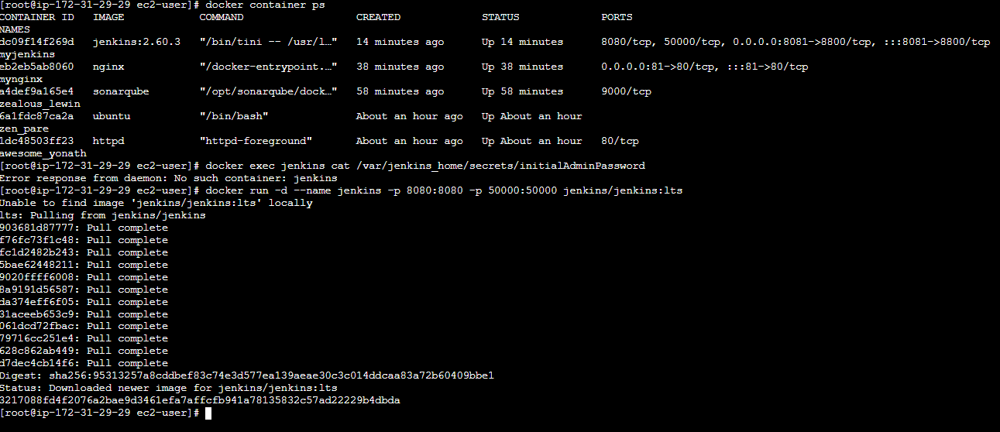 [root@ip-172-31-29-29 ec2-user]# docker container ps
CONTAINER ID   IMAGE            COMMAND                  CREATED             STATUS             PORTS
NAMES
dc09f14f269d   jenkins:2.60.3   "/bin/tini -- /usr/l…"   14 minutes ago      Up 14 minutes      8080/tcp, 50000/tcp, 0.0.0.0:8081->8800/tcp, :::8081->8800/tcp
myjenkins
eb2eb5ab8060   nginx            "/docker-entrypoint.…"   38 minutes ago      Up 38 minutes      0.0.0.0:81->80/tcp, :::81->80/tcp
mynginx
a4def9a165e4   sonarqube        "/opt/sonarqube/dock…"   58 minutes ago      Up 58 minutes      9000/tcp
zealous_lewin
6a1fdc87ca2a   ubuntu           "/bin/bash"              About an hour ago   Up About an hour
zen_pare
1dc48503ff23   httpd            "httpd-foreground"       About an hour ago   Up About an hour   80/tcp
awesome_yonath
[root@ip-172-31-29-29 ec2-user]# docker exec jenkins cat /var/jenkins_home/secrets/initialAdminPassword
Error response from daemon: No such container: jenkins
[root@ip-172-31-29-29 ec2-user]# docker run -d --name jenkins -p 8080:8080 -p 50000:50000 jenkins/jenkins:lts
Unable to find image 'jenkins/jenkins:lts' locally
lts: Pulling from jenkins/jenkins
903681d87777: Pull complete
f76fc73f1c48: Pull complete
fc1d2482b243: Pull complete
5bae62448211: Pull complete
9020ffff6008: Pull complete
8a9191d56587: Pull complete
da374eff6f05: Pull complete
31aceeb653c9: Pull complete
061dcd72fbac: Pull complete
79716cc251e4: Pull complete
628c862ab449: Pull complete
d7dec4cb14f6: Pull complete
Digest: sha256:95313257a8cddbef83c74e3d577ea139aeae30c3c014ddcaa83a72b60409bbe1
Status: Downloaded newer image for jenkins/jenkins:lts
3217088fd4f2076a2bae9d3461efa7affcfb941a78135832c57ad22229b4dbda
[root@ip-172-31-29-29 ec2-user]#